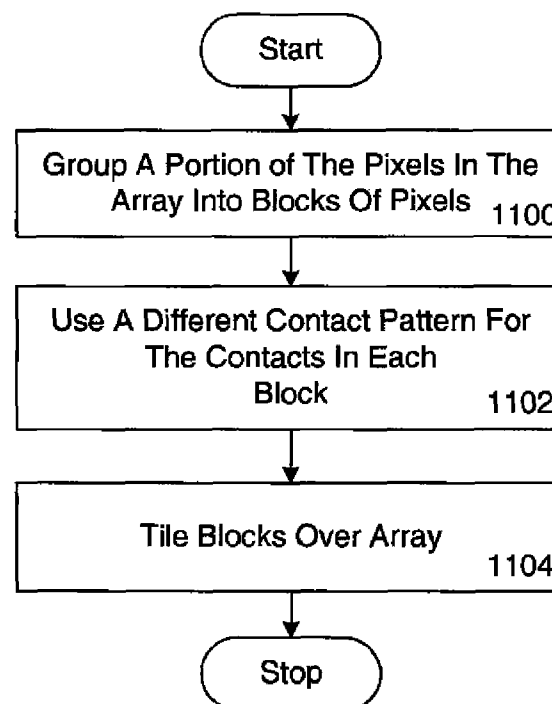 Start
Group A Portion of The Pixels In The
Array Into Blocks Of Pixels
1100
Use A Different Contact Pattern For
The Contacts In Each
Block
1102
Tile Blocks Over Array
1104
Stop